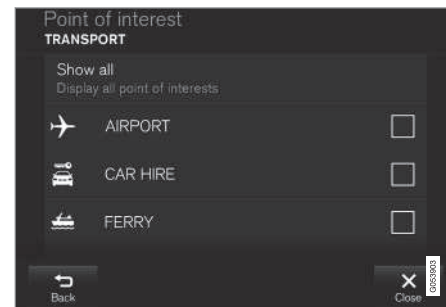 Point of interest
TRANSPORT
Show all
Display all point of interests
AIRPORT
CAR HIRE
FERRY
Back
Close
G053903